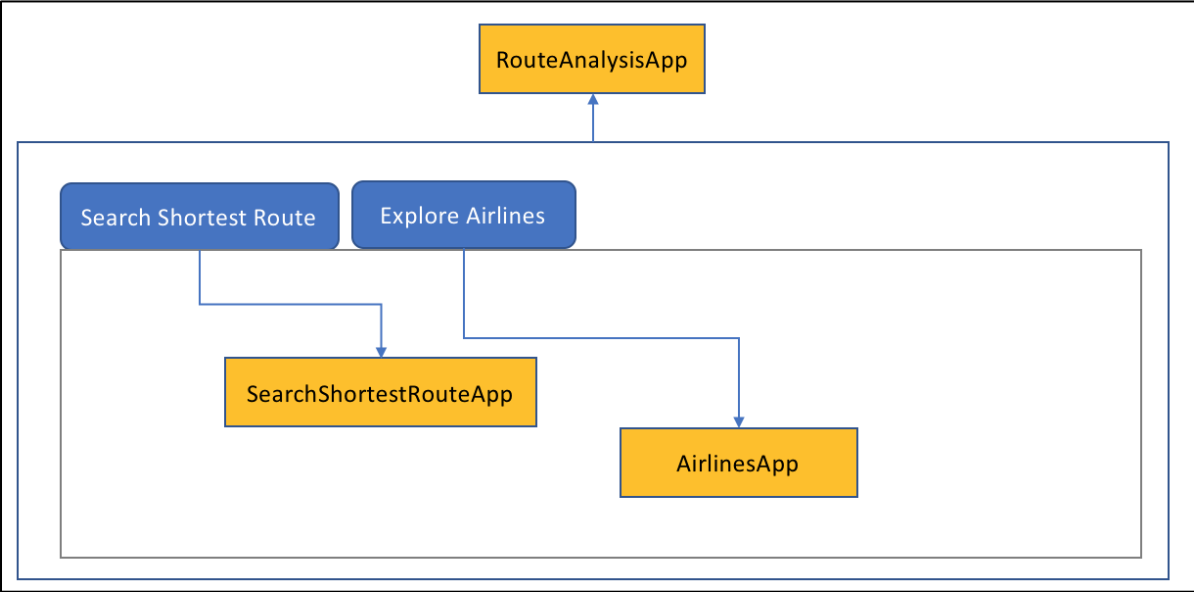 RouteAnalysisApp
Search Shortest Route
Explore Airlines
SearchShortestRouteApp
AirlinesApp